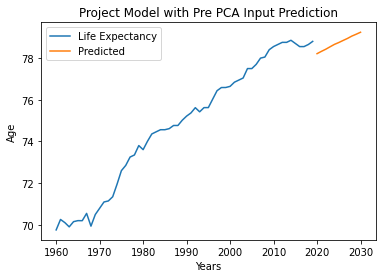 Project Model with Pre PCA Input Prediction
Life Expectancy
Predicted
Age
78
76
74
72
70
1960
1970
1980
1990
2000
2010
2020
2030
Years